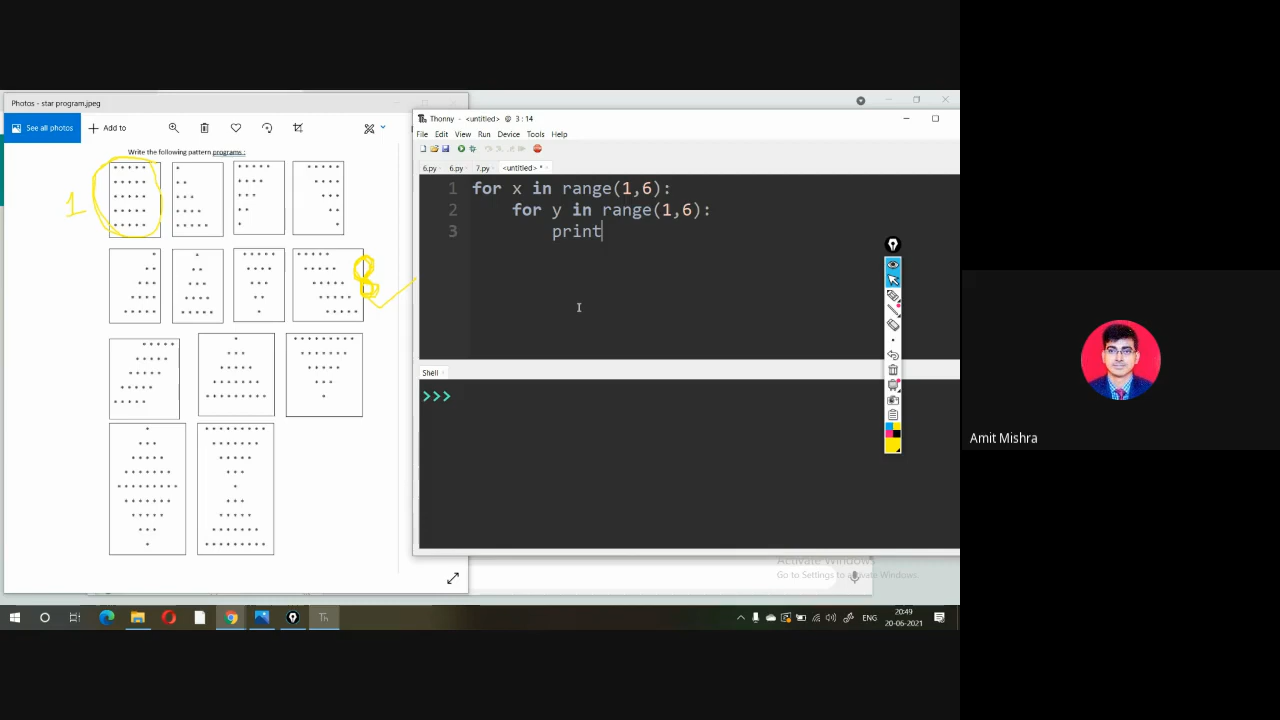 Photos - star program.jpeg
See all photos
Add to
Write the following pattern programs :
1
8
Thonny - <untitled> @ 3 : 14
File Edit View Run Device Tools Help
6.py 6.py 7.py <untitled> *
1 for x in range(1,6):
2 for y in range(1,6):
3 print
Shell
>>>
Amit Mishra
Activate Windows
Go to Settings to activate Windows.
Th
ENG
20:49
20-06-2021